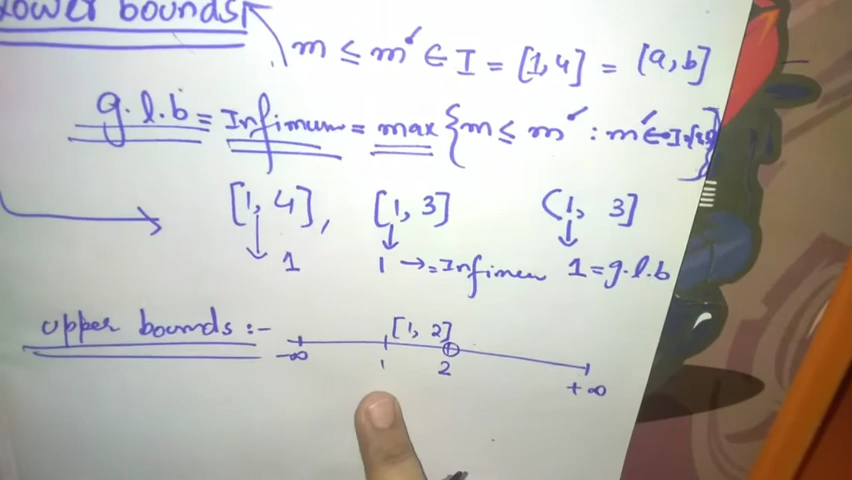 Lower bounds
m ≤ m' ∈ I = [1,4] = [a,b]
g.l.b = Infimum = max {m ≤ m' : m' ∈ I
[1, 4], [1, 3] (1, 3]
1 1 → = Infimum 1 = g.l.b
upper bounds :- [1, 2]
-∞ 1 2 +∞